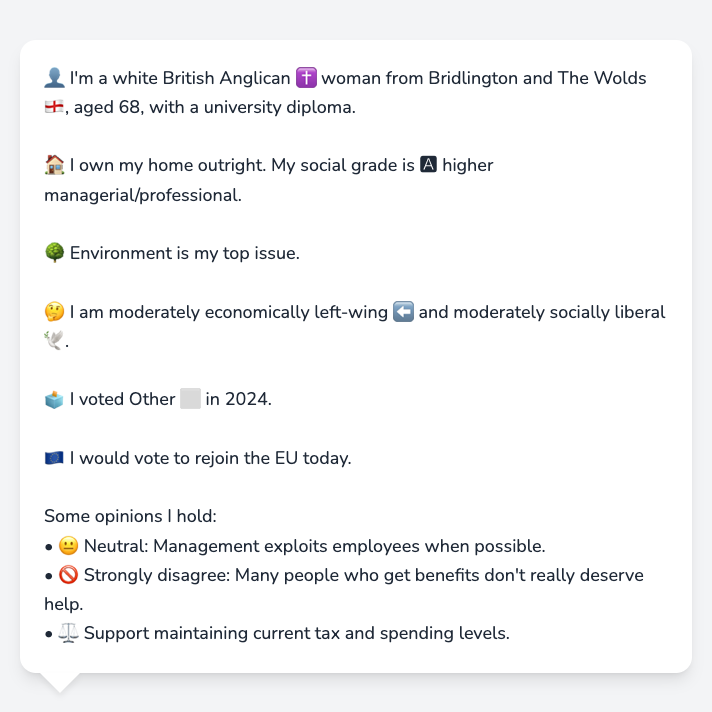 👤 I'm a white British Anglican ✝️ woman from Bridlington and The Wolds
🏴󠁧󠁢󠁥󠁮󠁧󠁿, aged 68, with a university diploma.
🏠 I own my home outright. My social grade is 🅰 higher
managerial/professional.
🌳 Environment is my top issue.
🤔 I am moderately economically left-wing ⬅️ and moderately socially liberal
🕊️.
🗳️ I voted Other ⬜ in 2024.
🇪🇺 I would vote to rejoin the EU today.
Some opinions I hold:
• 😐 Neutral: Management exploits employees when possible.
• 🚫 Strongly disagree: Many people who get benefits don't really deserve
help.
• ⚖️ Support maintaining current tax and spending levels.